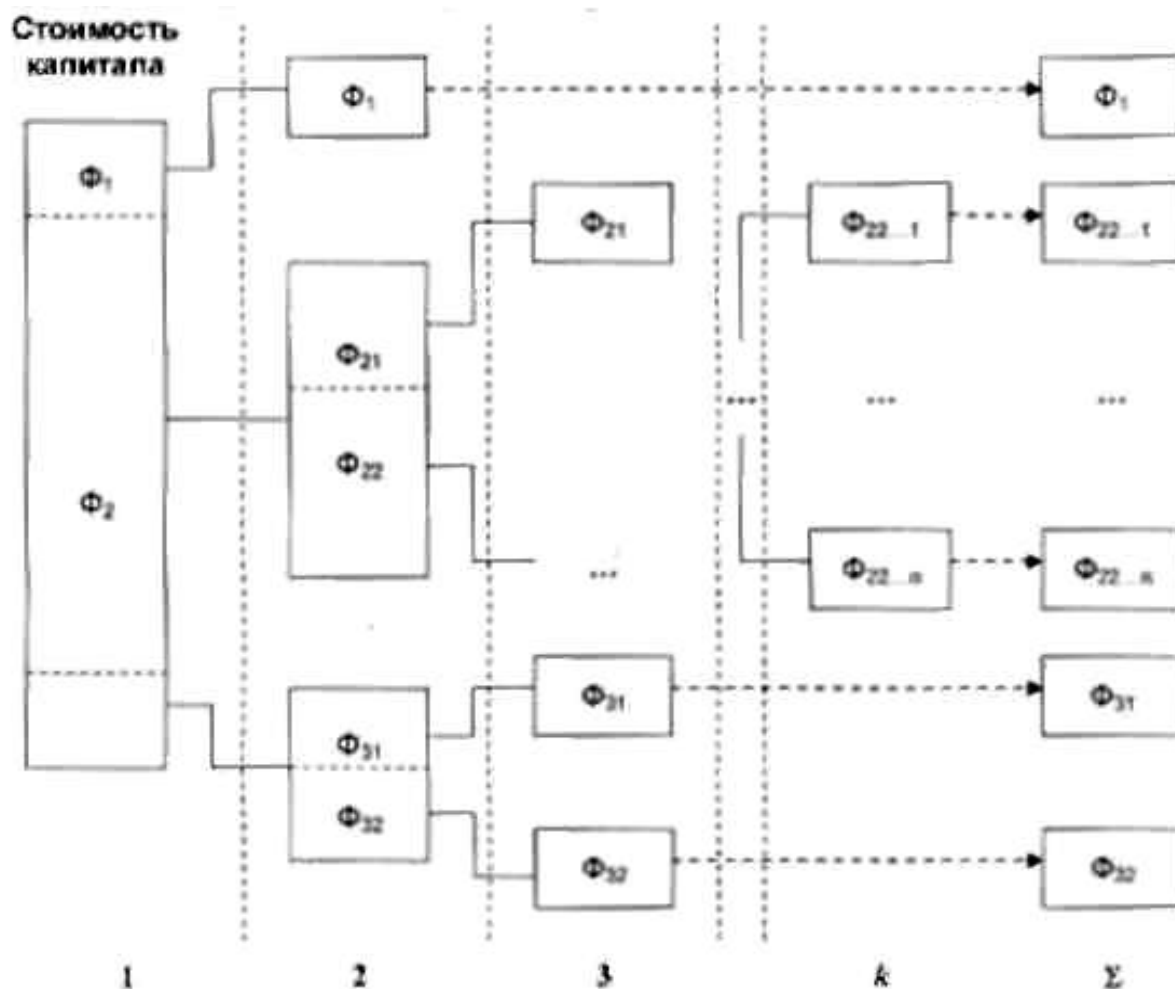 Стоимость
капитала
Ф1
Ф2
Ф1
Ф21
Ф22
Ф31
Ф32
Ф21
...
Ф31
Ф32
...
Ф22...1
...
Ф22...n
Ф1
Ф22...1
...
Ф22...n
Ф31
Ф32
1 2 3 k Σ